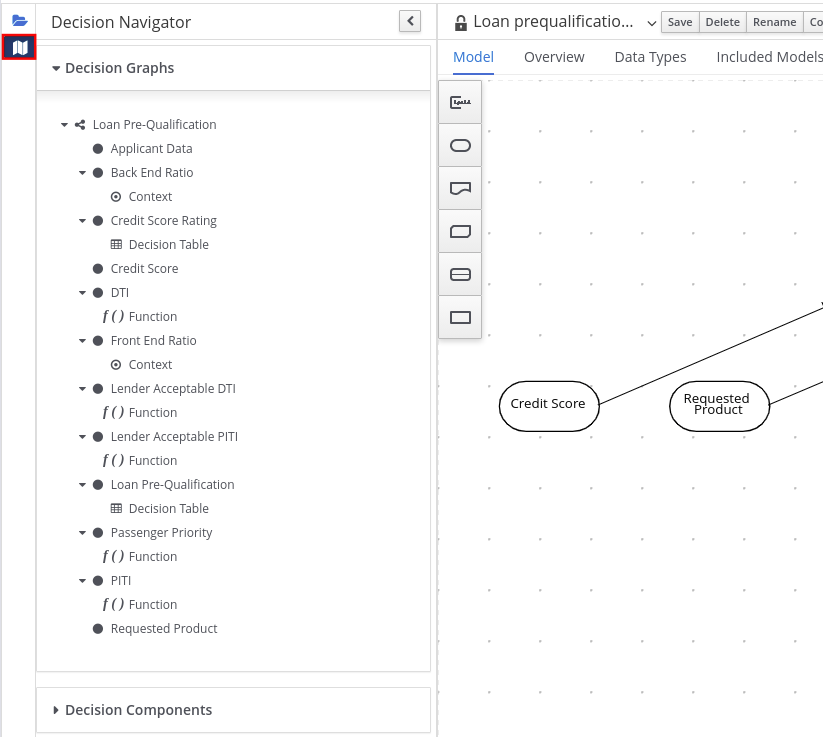 Decision Navigator
Decision Graphs
Loan Pre-Qualification
Applicant Data
Back End Ratio
Context
Credit Score Rating
Decision Table
Credit Score
DTI
f ( ) Function
Front End Ratio
Context
Lender Acceptable DTI
f ( ) Function
Lender Acceptable PITI
f ( ) Function
Loan Pre-Qualification
Decision Table
Passenger Priority
f ( ) Function
PITI
f ( ) Function
Requested Product
Decision Components
Loan prequalificatio...
Save Delete Rename Co
Model Overview Data Types Included Models
Credit Score
Requested
Product